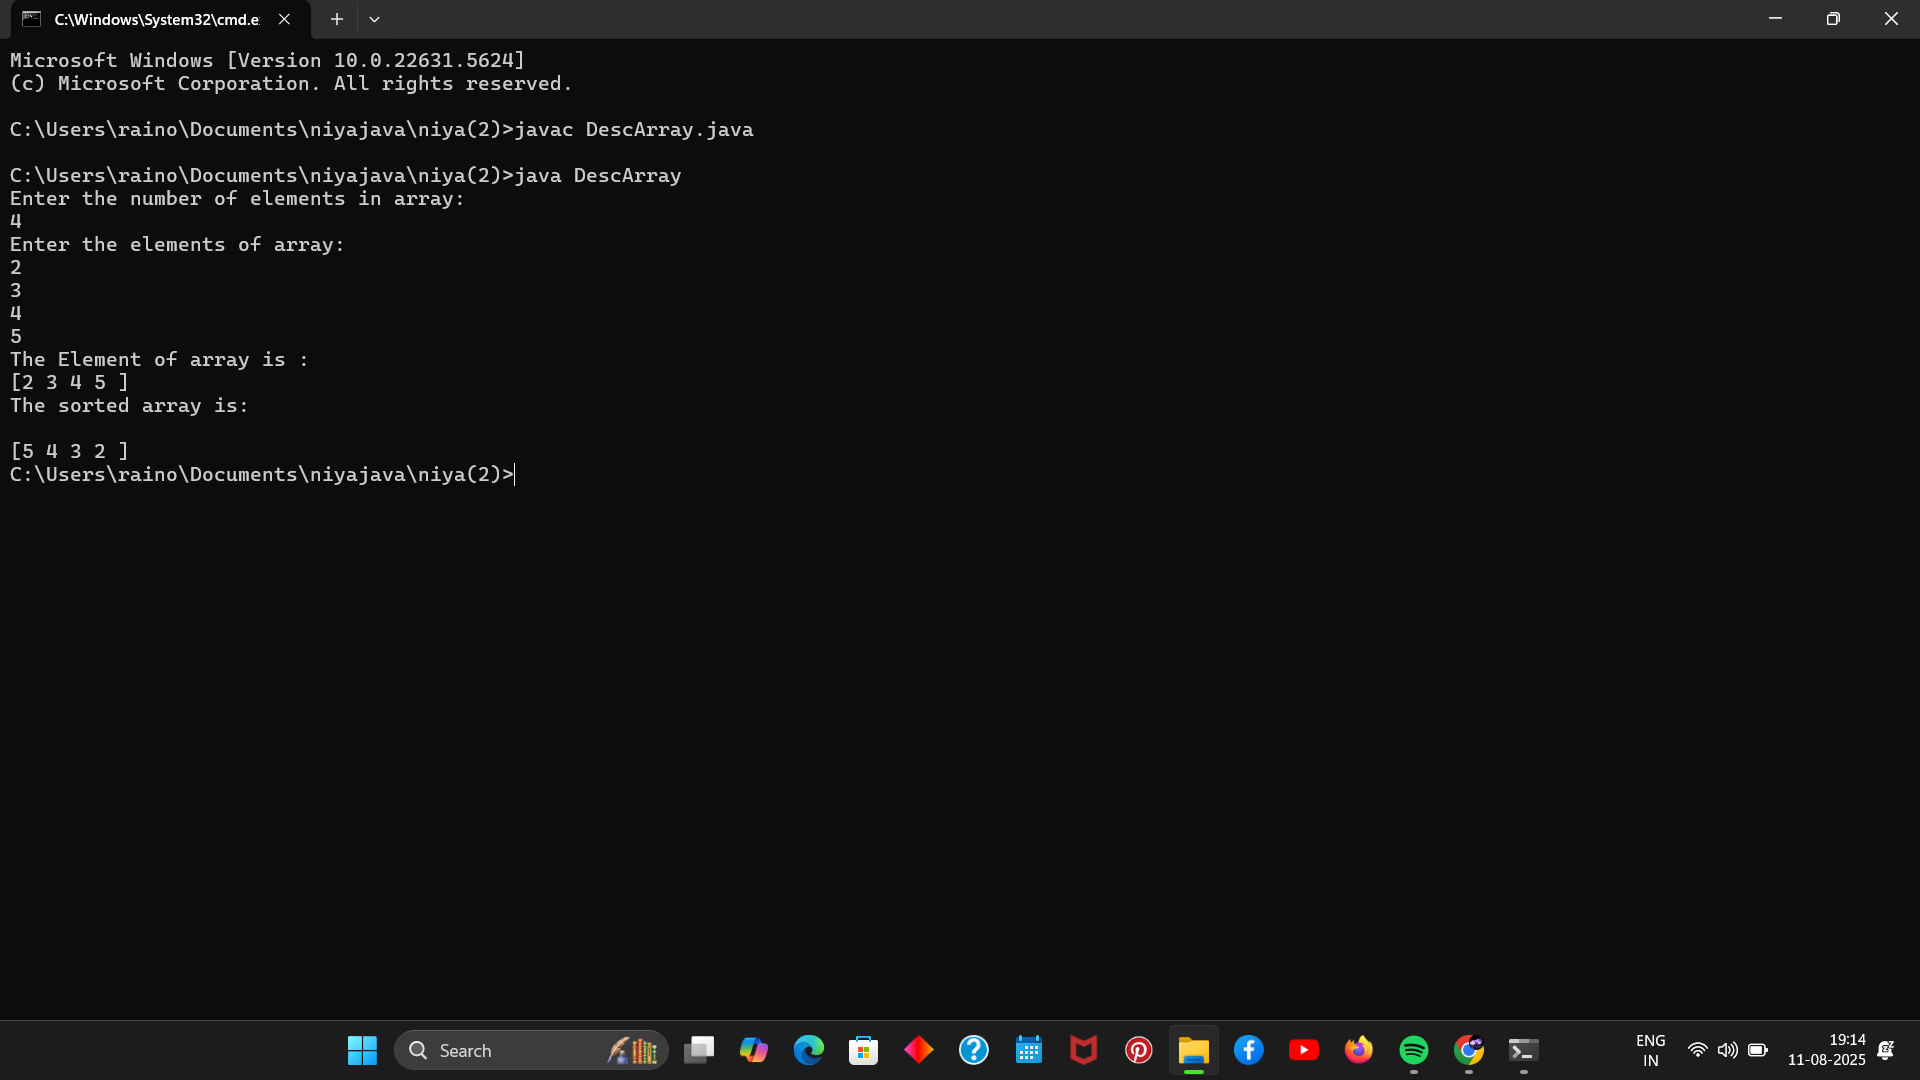 C:\Windows\System32\cmd.e
Microsoft Windows [Version 10.0.22631.5624]
(c) Microsoft Corporation. All rights reserved.
C:\Users\raino\Documents\niyajava\niya(2)>javac DescArray.java
C:\Users\raino\Documents\niyajava\niya(2)>java DescArray
Enter the number of elements in array:
4
Enter the elements of array:
2
3
4
5
The Element of array is :
[2 3 4 5 ]
The sorted array is:
[5 4 3 2 ]
C:\Users\raino\Documents\niyajava\niya(2)>
Search
ENG
IN
19:14
11-08-2025